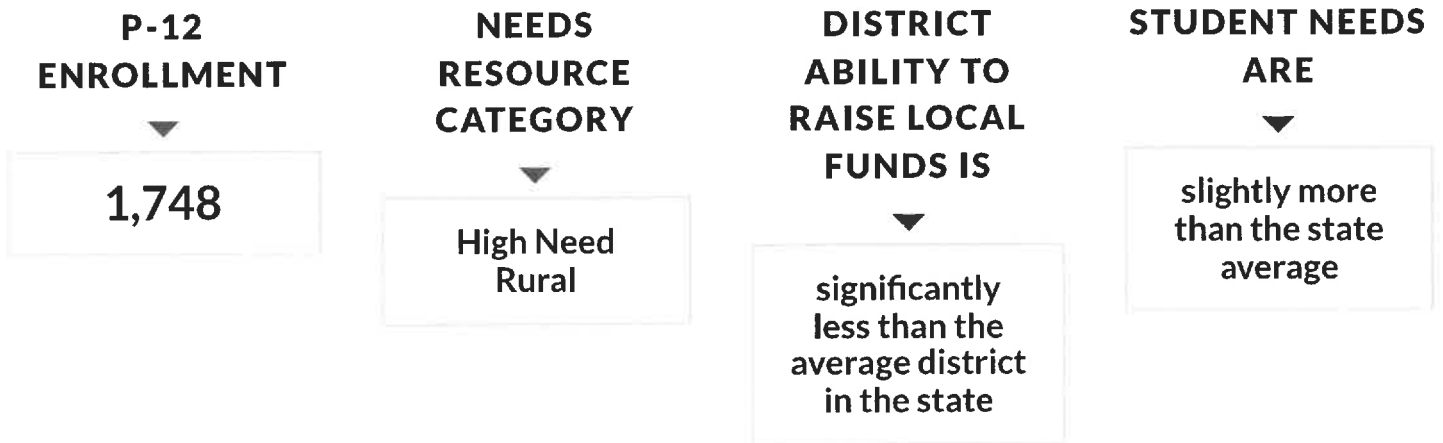 P-12
ENROLLMENT
1,748
NEEDS
RESOURCE
CATEGORY
High Need
Rural
DISTRICT
ABILITY TO
RAISE LOCAL
FUNDS IS
significantly
less than the
average district
in the state
STUDENT NEEDS
ARE
slightly more
than the state
average